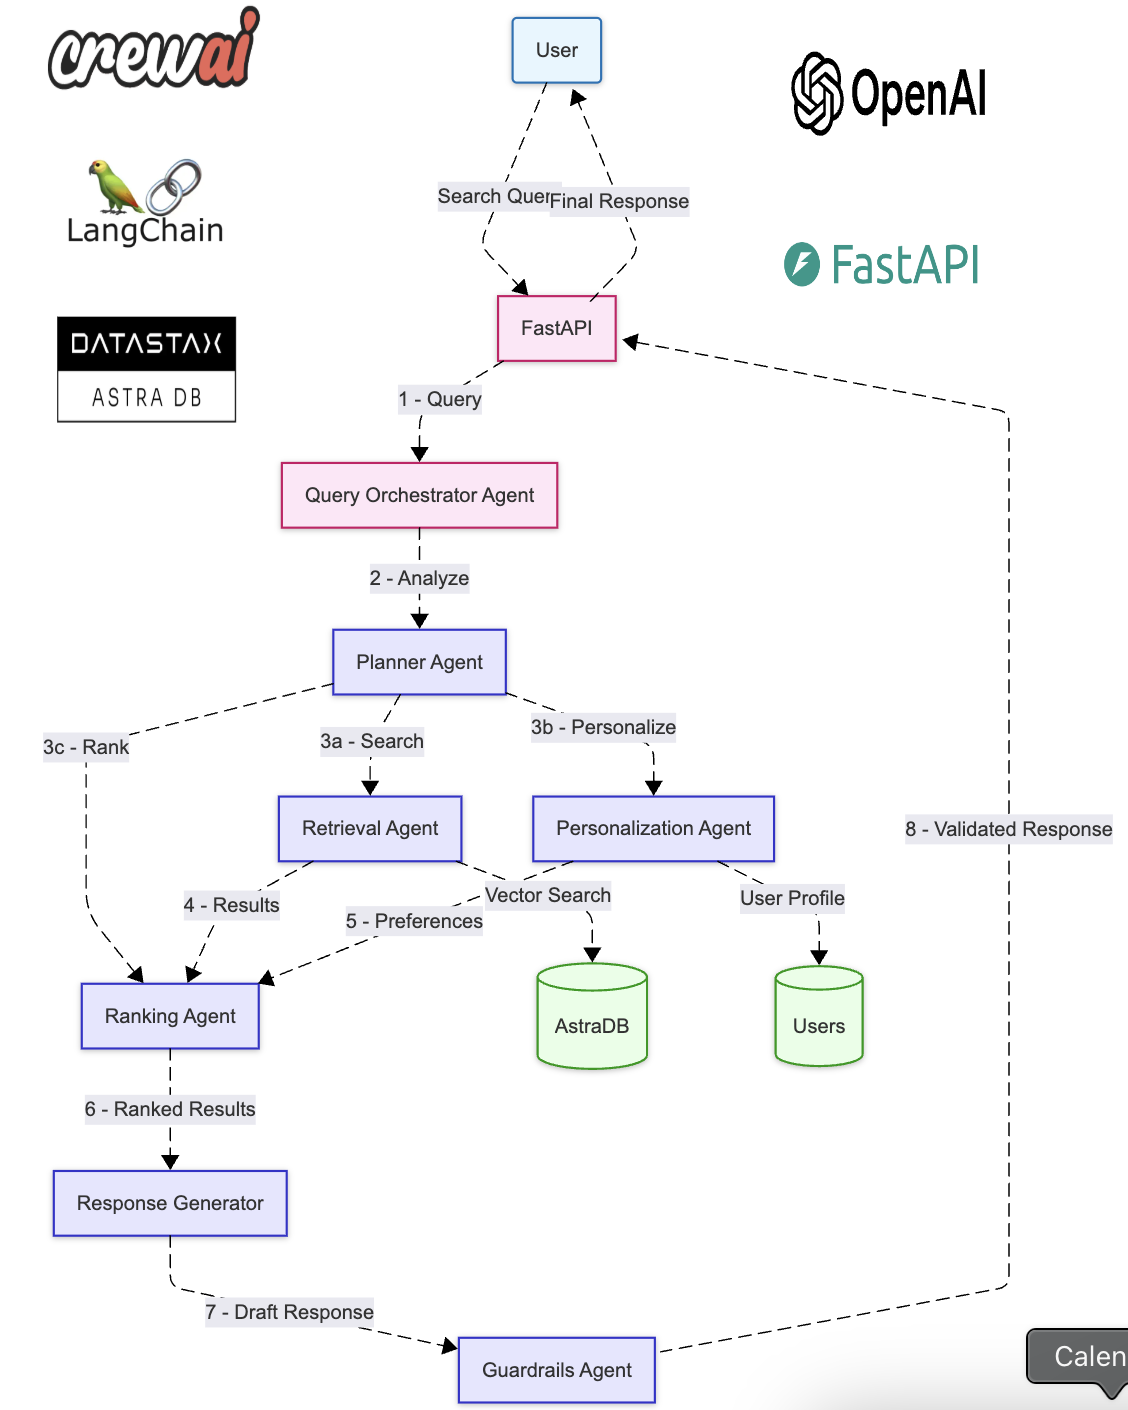 crewai
User
OpenAI
LangChain
Search Quer
Final Response
FastAPI
DATASTAX
ASTRA DB
FastAPI
1 - Query
Query Orchestrator Agent
2 - Analyze
Planner Agent
3c - Rank
3a - Search
3b - Personalize
Retrieval Agent
Personalization Agent
8 - Validated Response
4 - Results
5 - Preferences
Vector Search
User Profile
Ranking Agent
AstraDB
Users
6 - Ranked Results
Response Generator
7 - Draft Response
Guardrails Agent
Calen